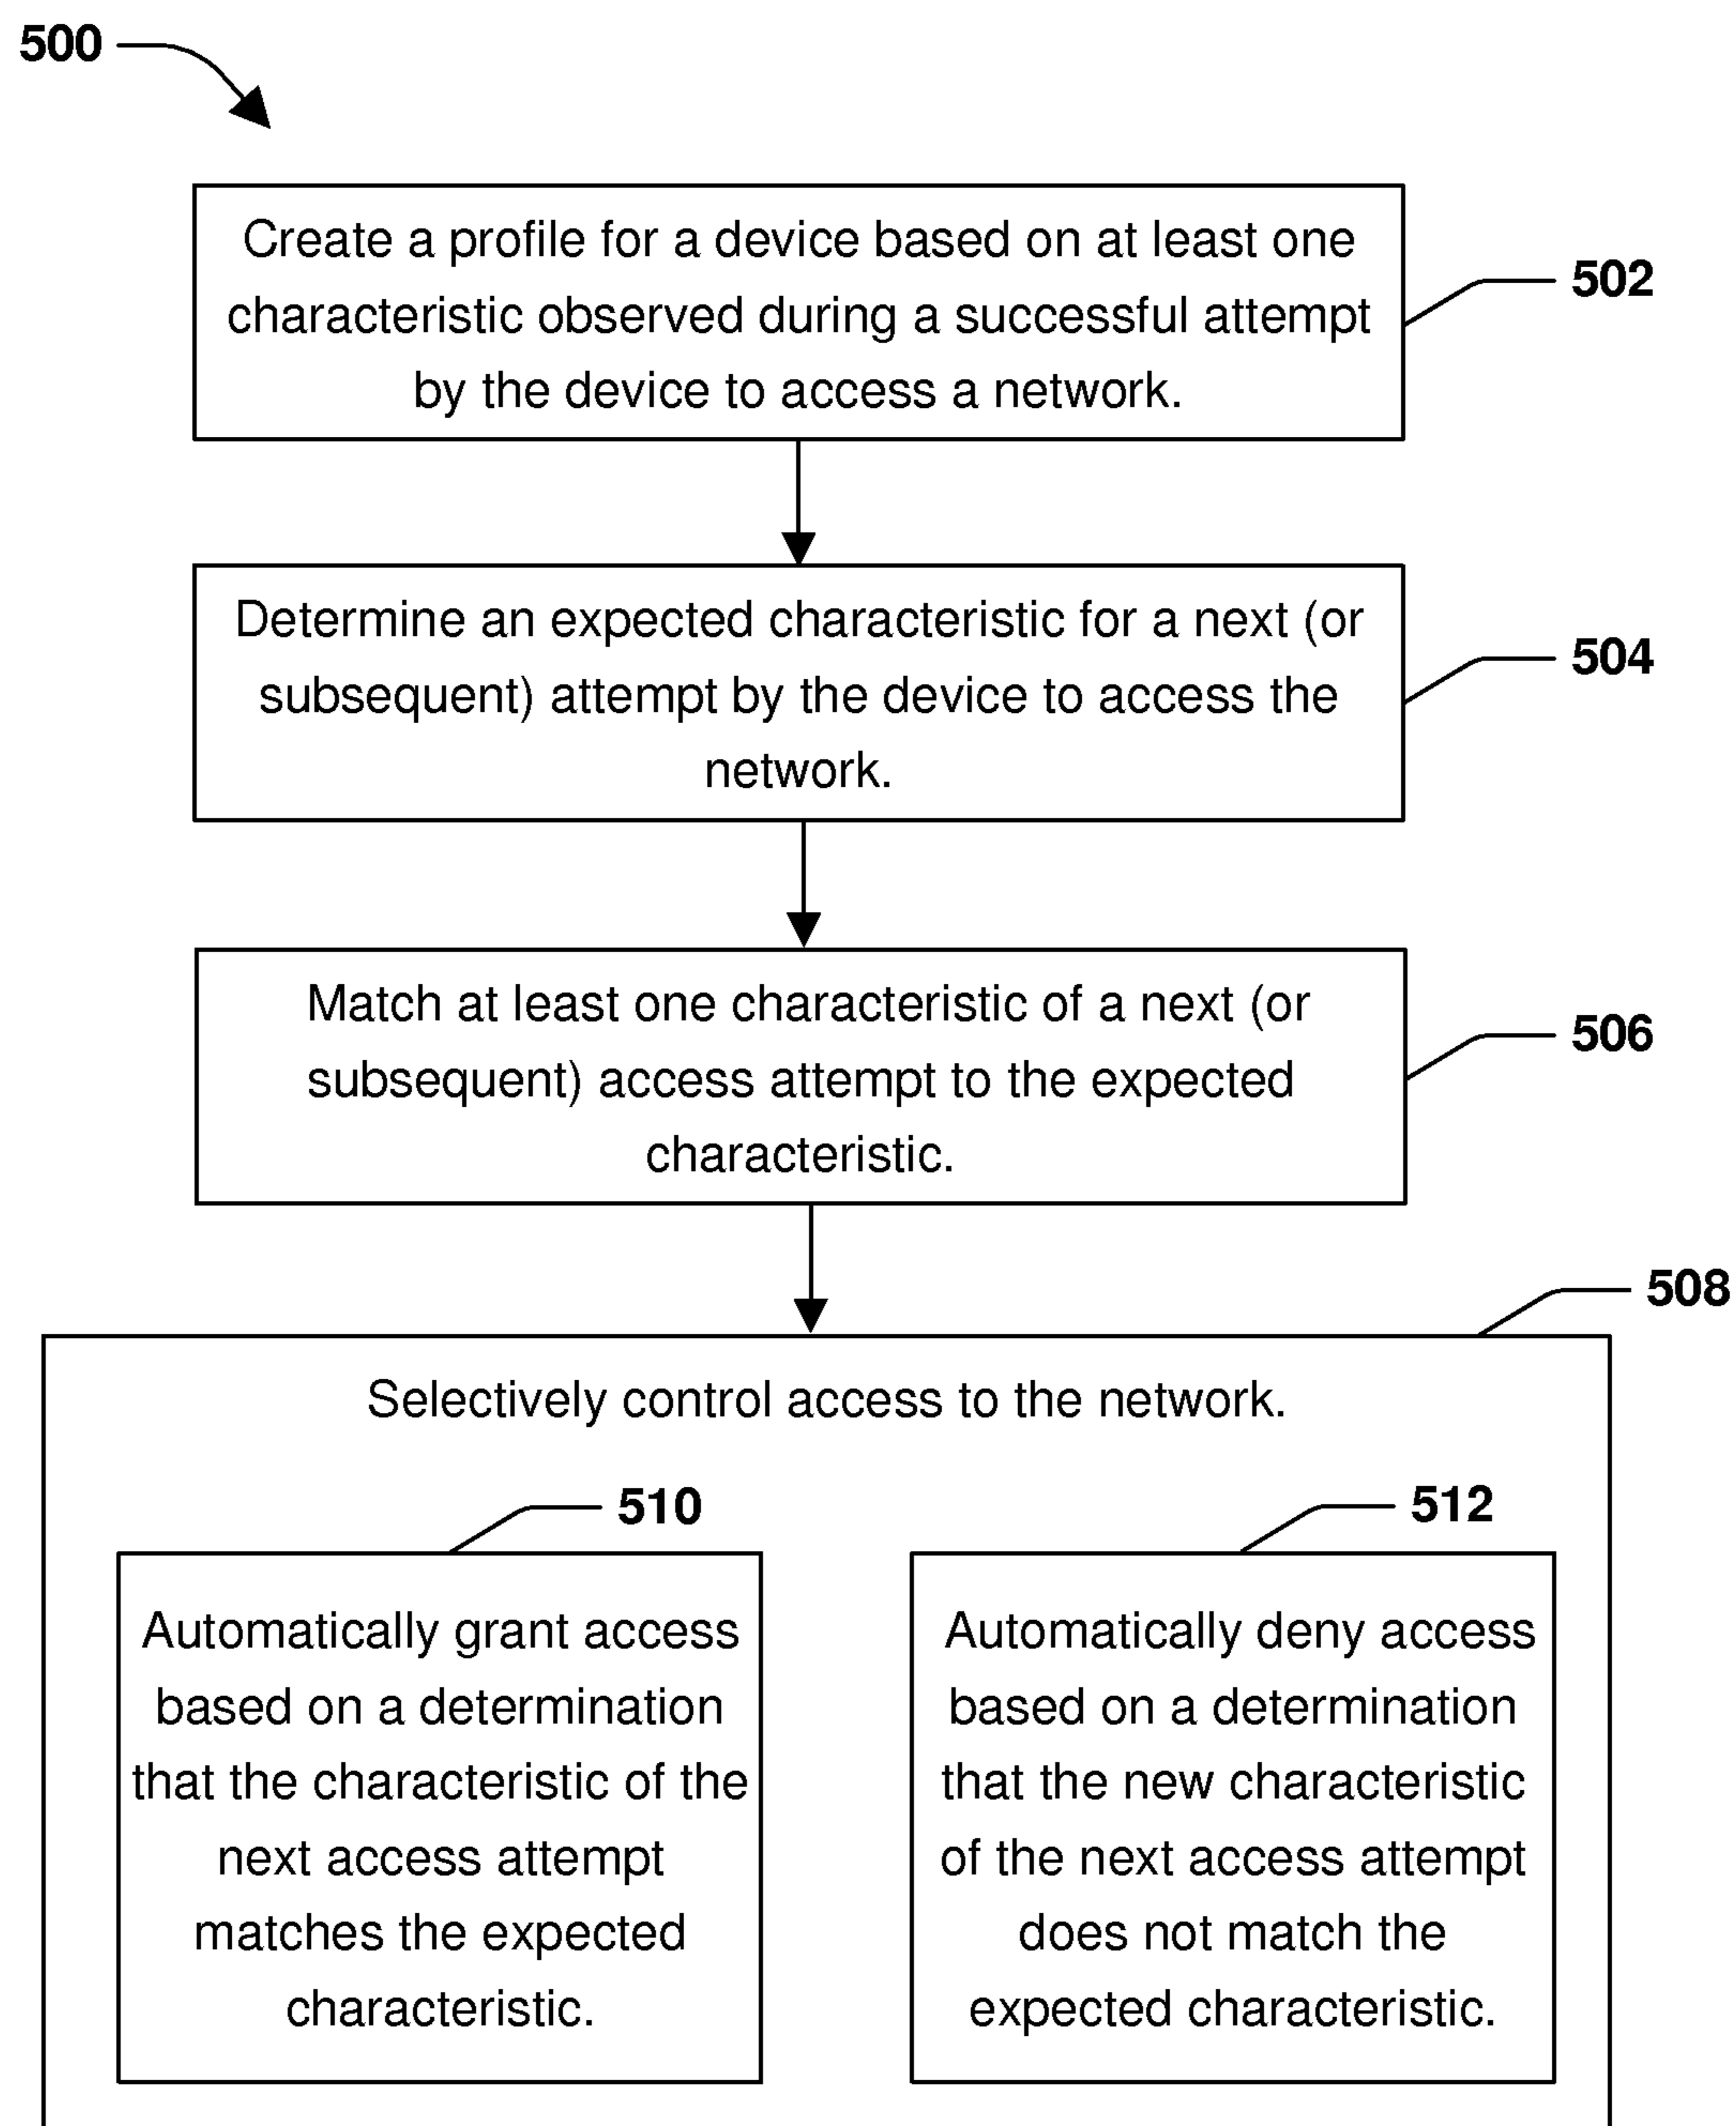 500
Create a profile for a device based on at least one
characteristic observed during a successful attempt
by the device to access a network.
502
Determine an expected characteristic for a next (or
subsequent) attempt by the device to access the
network.
504
Match at least one characteristic of a next (or
subsequent) access attempt to the expected
characteristic.
506
508
Selectively control access to the network.
510
Automatically grant access
based on a determination
that the characteristic of the
next access attempt
matches the expected
characteristic.
512
Automatically deny access
based on a determination
that the new characteristic
of the next access attempt
does not match the
expected characteristic.